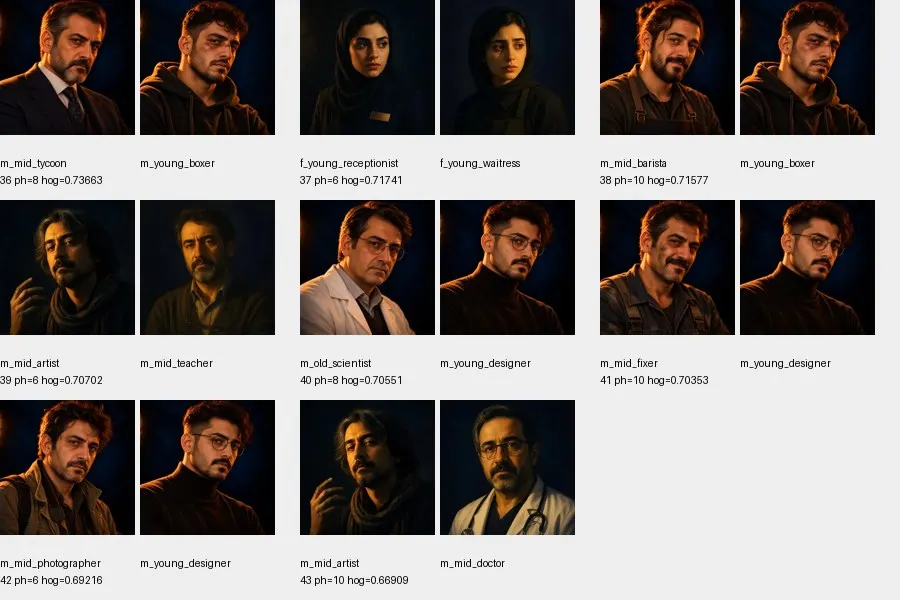 m_mid_tycoon m_young_boxer
36 ph=8 hog=0.73663
f_young_receptionist f_young_waitress
37 ph=6 hog=0.71741
m_mid_barista m_young_boxer
38 ph=10 hog=0.71577
m_mid_artist m_mid_teacher
39 ph=6 hog=0.70702
m_old_scientist m_young_designer
40 ph=8 hog=0.70551
m_mid_fixer m_young_designer
41 ph=10 hog=0.70353
m_mid_photographer m_young_designer
42 ph=6 hog=0.69216
m_mid_artist m_mid_doctor
43 ph=10 hog=0.66909